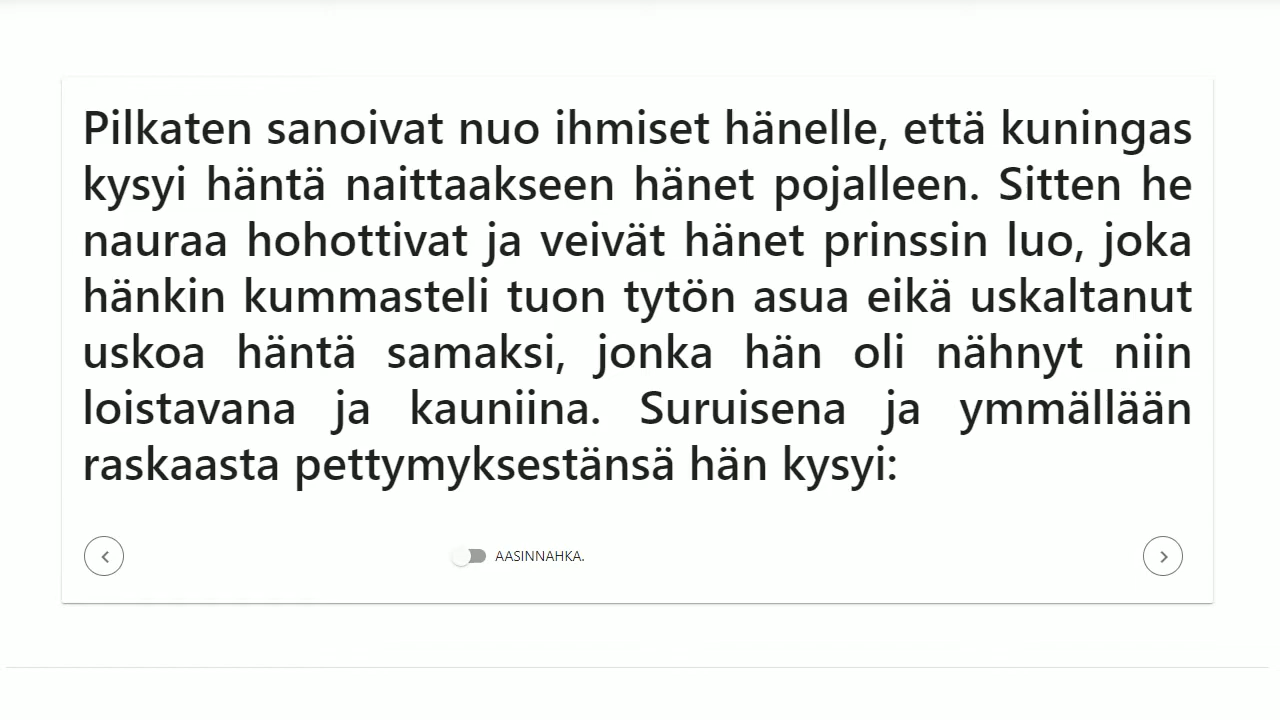 Pilkaten sanoivat nuo ihmiset hänelle, että kuningas
kysyi häntä naittaakseen hänet pojalleen. Sitten he
nauraa hohottivat ja veivät hänet prinssin luo, joka
hänkin kummasteli tuon tytön asua eikä uskaltanut
uskoa häntä samaksi, jonka hän oli nähnyt niin
loistavana ja kauniina. Suruisena ja ymmällään
raskaasta pettymyksestänsä hän kysyi:
AASINNAHKA.